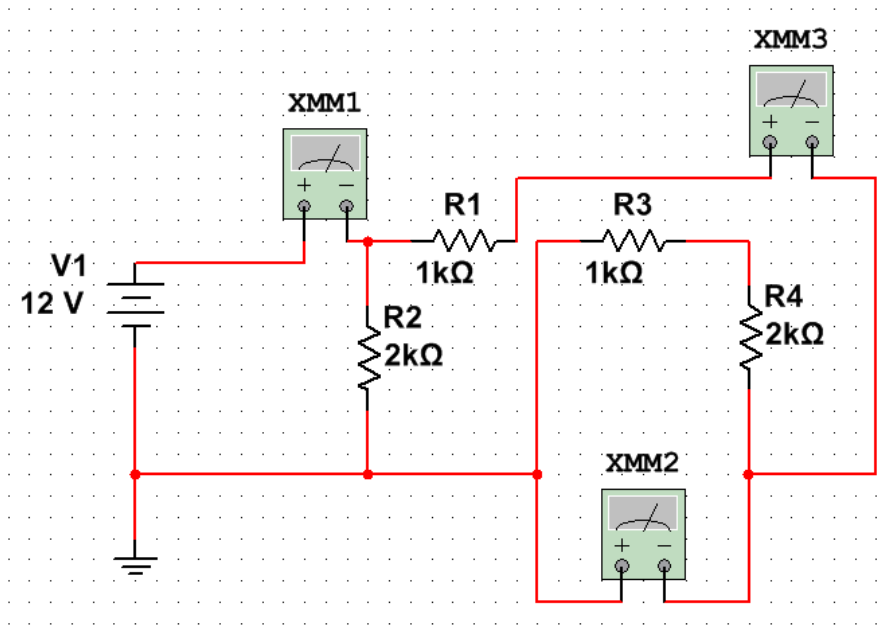 XMM3
XMM1
+ −
+ −
R1
R3
1kΩ
1kΩ
V1
12 V
R4
2kΩ
R2
2kΩ
XMM2
+ −